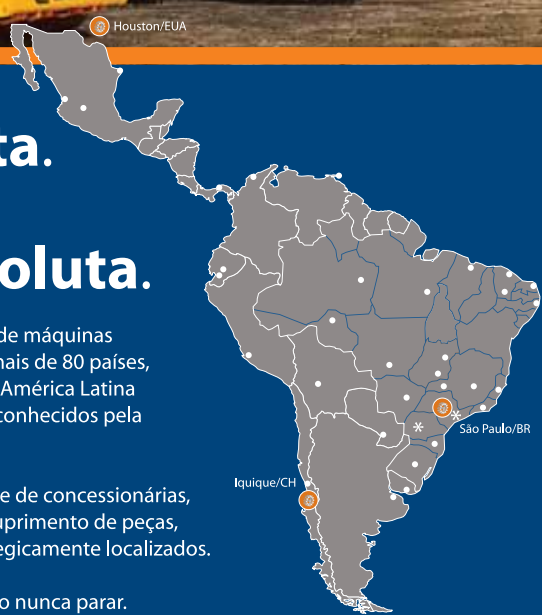 Houston/EUA
ta.
oluta.
de máquinas
nais de 80 países,
América Latina
conhecidos pela
São Paulo/BR
Iquique/CH
e de concessionárias,
uprimento de peças,
egicamente localizados.
o nunca parar.